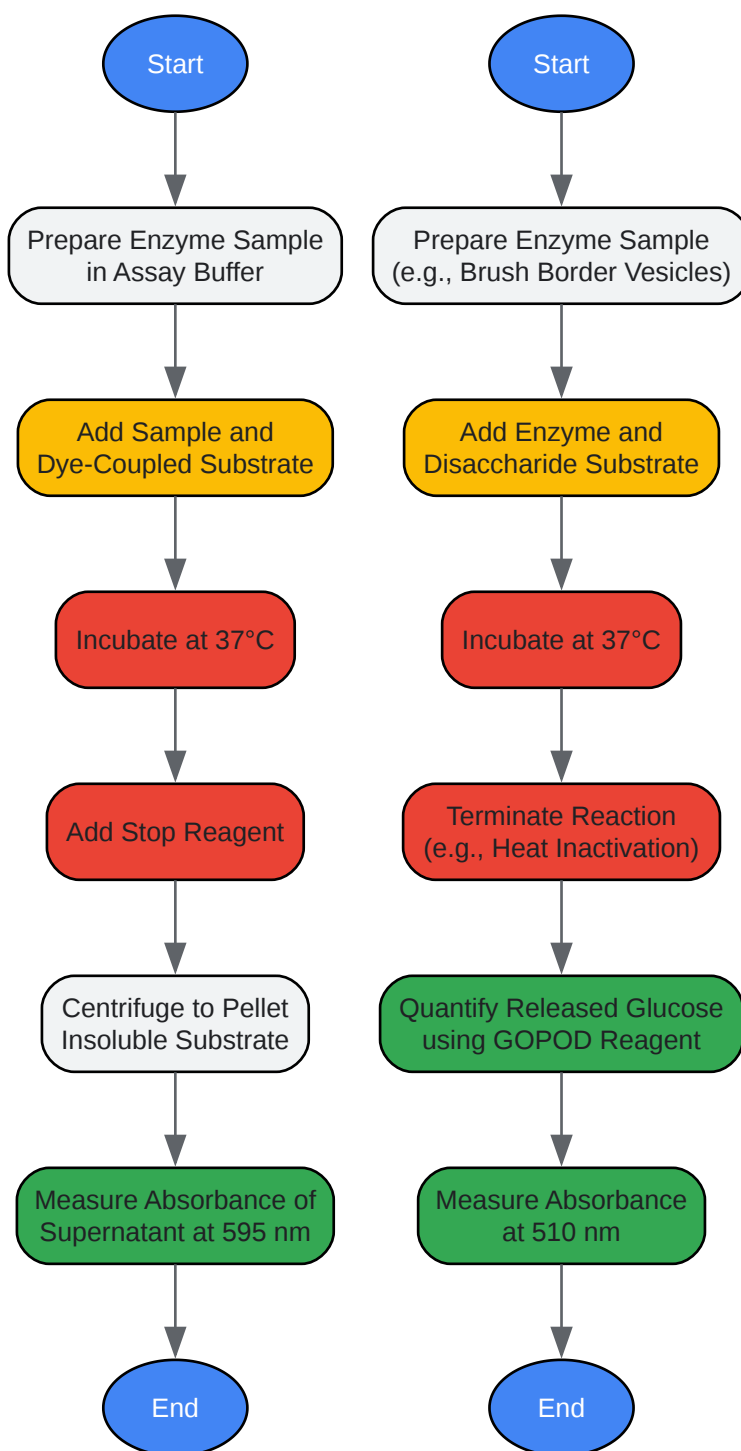 Start
Prepare Enzyme Sample
in Assay Buffer
Add Sample and
Dye-Coupled Substrate
Incubate at 37°C
Add Stop Reagent
Centrifuge to Pellet
Insoluble Substrate
Measure Absorbance of
Supernatant at 595 nm
End
Start
Prepare Enzyme Sample
(e.g., Brush Border Vesicles)
Add Enzyme and
Disaccharide Substrate
Incubate at 37°C
Terminate Reaction
(e.g., Heat Inactivation)
Quantify Released Glucose
using GOPOD Reagent
Measure Absorbance
at 510 nm
End